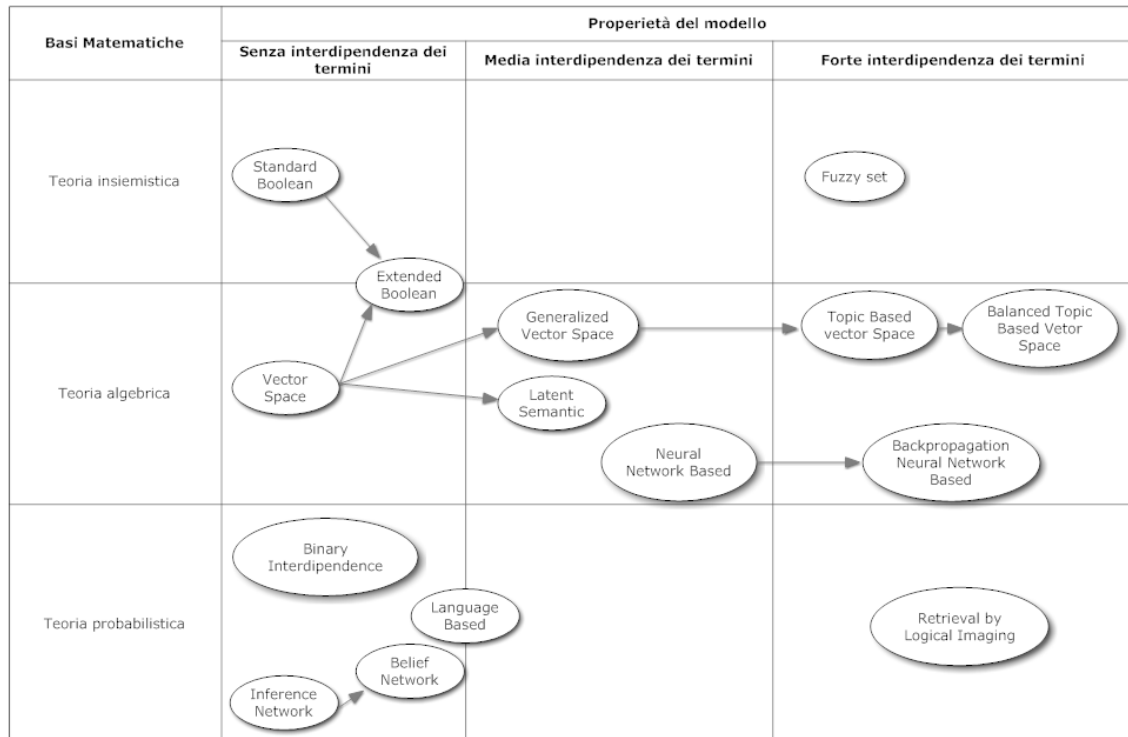 Basi Matematiche
Properietà del modello
Senza interdipendenza dei
termini
Media interdipendenza dei termini
Forte interdipendenza dei termini
Teoria insiemistica
Standard
Boolean
Fuzzy set
Extended
Boolean
Teoria algebrica
Vector
Space
Generalized
Vector Space
Latent
Semantic
Neural
Network Based
Topic Based
vector Space
Balanced Topic
Based Vetor
Space
Backpropagation
Neural Network
Based
Teoria probabilistica
Binary
Interdipendence
Language
Based
Belief
Network
Inference
Network
Retrieval by
Logical Imaging